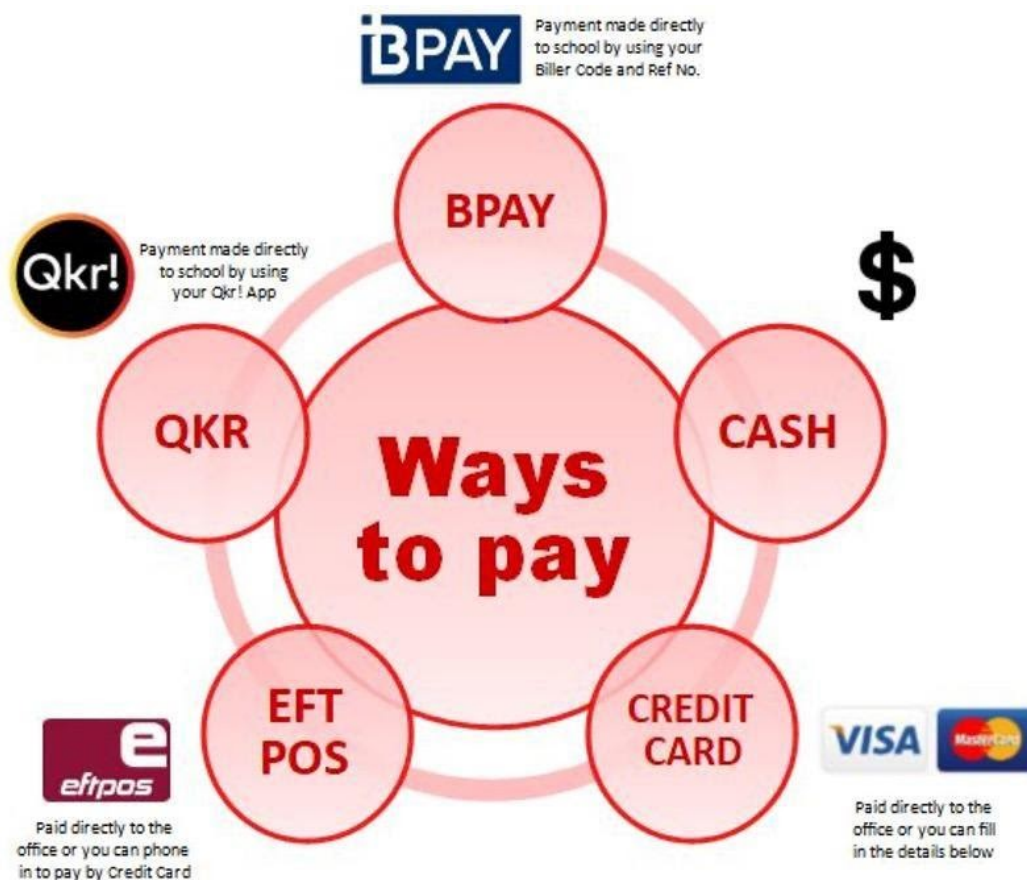 BPAY
Payment made directly
to school by using your
Biller Code and Ref No.
BPAY
Qkr!
Payment made directly
to school by using
your Qkr! App
$
QKR
CASH
Ways
to pay
EFT
POS
CREDIT
CARD
e
eftpos
Paid directly to the
office or you can phone
in to pay by Credit Card
VISA
MasterCard
Paid directly to the
office or you can fill
in the details below